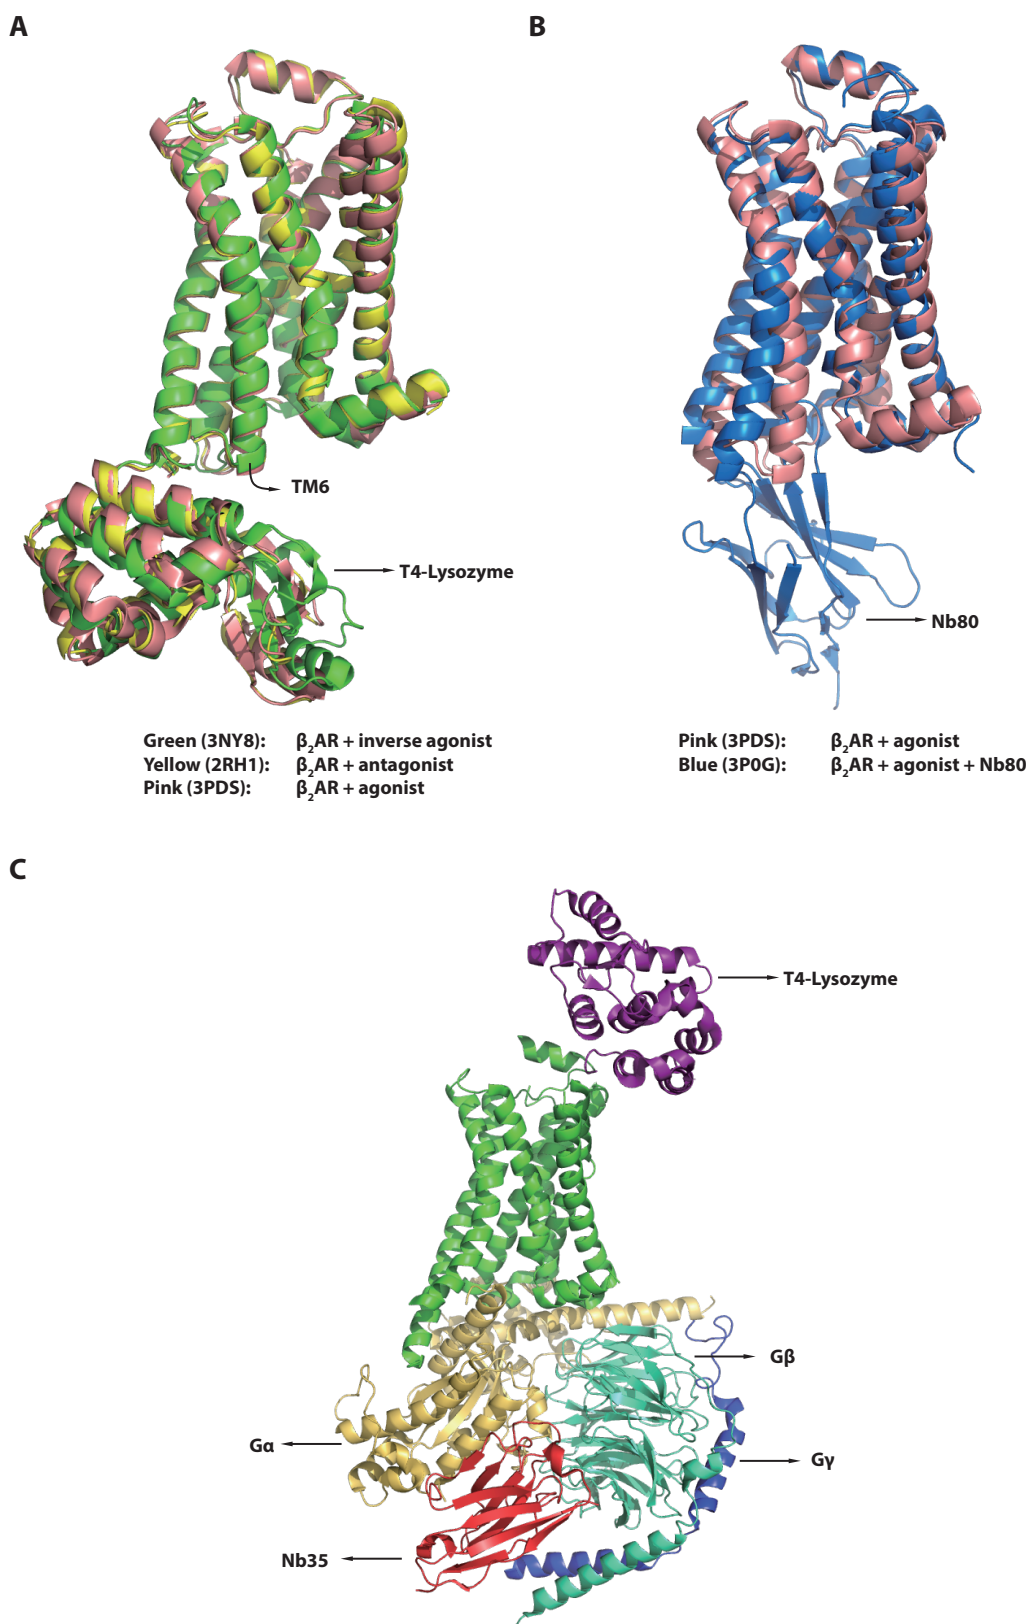 A
B
TM6
T4-Lysozyme
Nb80
Green (3NY8): β₂AR + inverse agonist
Yellow (2RH1): β₂AR + antagonist
Pink (3PDS): β₂AR + agonist
Pink (3PDS): β₂AR + agonist
Blue (3P0G): β₂AR + agonist + Nb80
C
T4-Lysozyme
Gβ
Gα
Gγ
Nb35